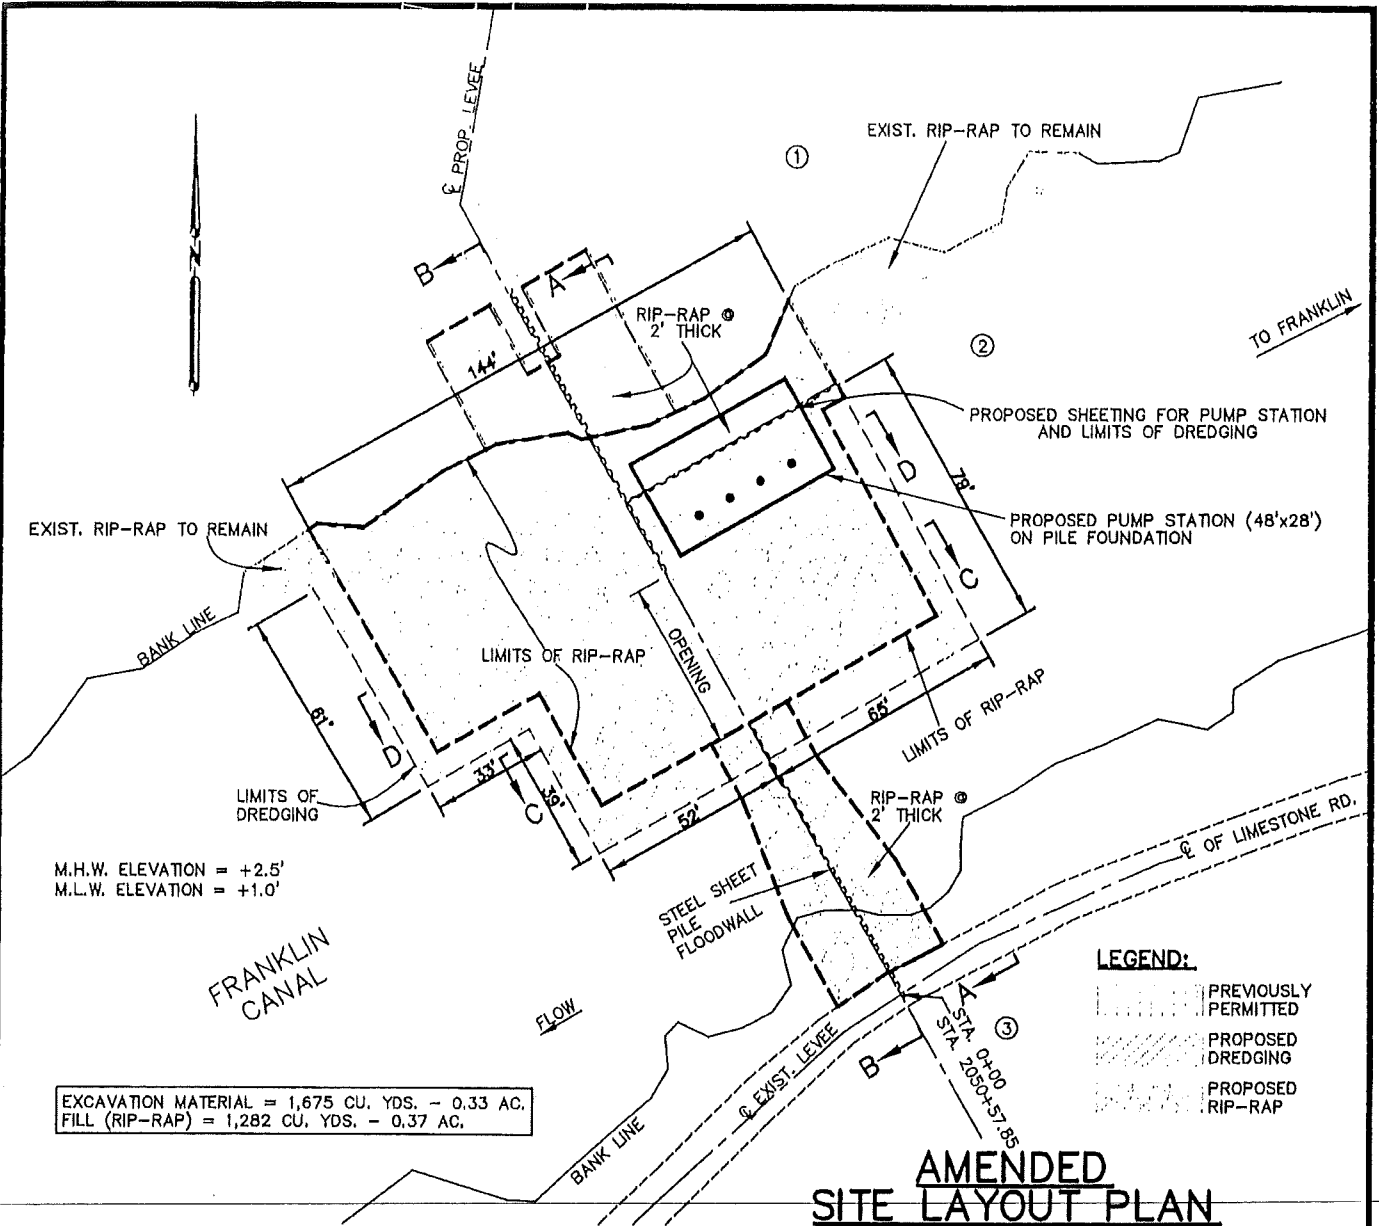 ℄ PROP. LEVEE
EXIST. RIP-RAP TO REMAIN
①
N
B
A
RIP-RAP @
2' THICK
②
TO FRANKLIN
144'
PROPOSED SHEETING FOR PUMP STATION
AND LIMITS OF DREDGING
D
79'
EXIST. RIP-RAP TO REMAIN
PROPOSED PUMP STATION (48'x28')
ON PILE FOUNDATION
C
BANK LINE
OPENING
LIMITS OF RIP-RAP
LIMITS OF RIP-RAP
81'
65'
D
33'
39'
C
52'
LIMITS OF
DREDGING
RIP-RAP @
2' THICK
℄ OF LIMESTONE RD.
M.H.W. ELEVATION = +2.5'
M.L.W. ELEVATION = +1.0'
STEEL SHEET
PILE
FLOODWALL
FRANKLIN
CANAL
FLOW
LEGEND:
PREVIOUSLY
PERMITTED
PROPOSED
DREDGING
PROPOSED
RIP-RAP
A
③
STA. 0+00
STA. 2050+57.85
B
℄ EXIST. LEVEE
EXCAVATION MATERIAL = 1,675 CU. YDS. - 0.33 AC.
FILL (RIP-RAP) = 1,282 CU. YDS. - 0.37 AC.
BANK LINE
AMENDED
SITE LAYOUT PLAN